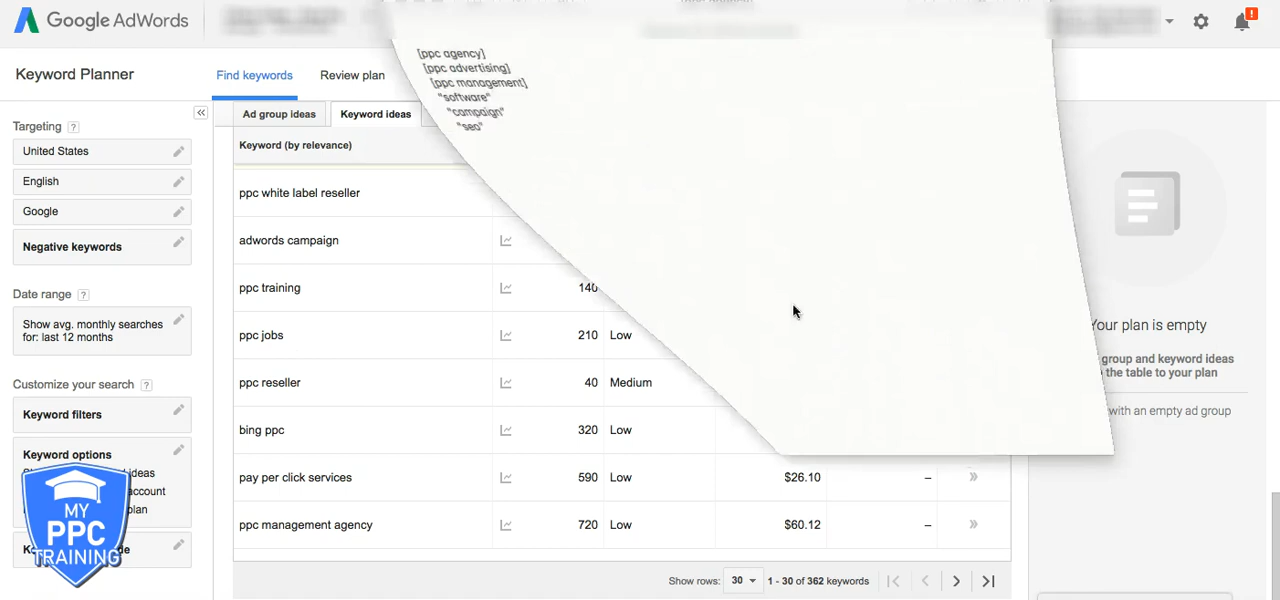 Google AdWords
!
Keyword Planner
Find keywords
Review plan
[ppc agency]
[ppc advertising]
[ppc management]
"software"
"campaign"
"seo"
Targeting ?
United States
English
Google
Negative keywords
Date range ?
Show avg. monthly searches
for: last 12 months
Customize your search ?
Keyword filters
Keyword options
ideas
account
plan
MY
PPC
TRAINING
Ad group ideas
Keyword ideas
Keyword (by relevance)
ppc white label reseller
adwords campaign
ppc training 140
ppc jobs 210 Low
ppc reseller 40 Medium
bing ppc 320 Low
pay per click services 590 Low $26.10 –
ppc management agency 720 Low $60.12 –
Show rows: 30 1 - 30 of 362 keywords
Your plan is empty
group and keyword ideas
the table to your plan
with an empty ad group